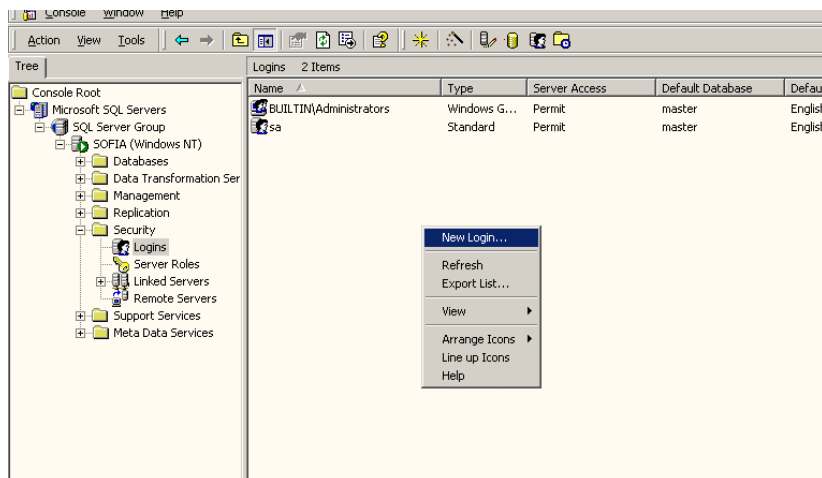 Console Window Help
Action View Tools
Tree
Logins 2 Items
Console Root
Microsoft SQL Servers
SQL Server Group
SOFIA (Windows NT)
Databases
Data Transformation Ser
Management
Replication
Security
Logins
Server Roles
Linked Servers
Remote Servers
Support Services
Meta Data Services
Name Type Server Access Default Database Defau
BUILTIN\Administrators Windows G... Permit master English
sa Standard Permit master English
New Login...
Refresh
Export List...
View
Arrange Icons
Line up Icons
Help